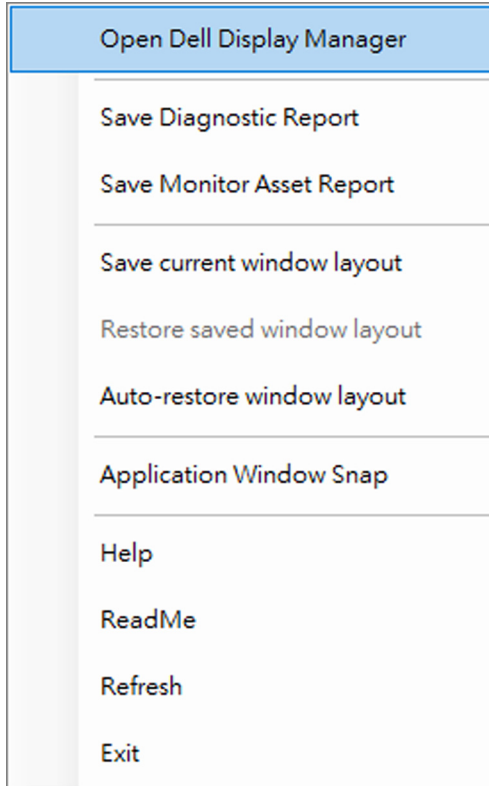 Open Dell Display Manager
Save Diagnostic Report
Save Monitor Asset Report
Save current window layout
Restore saved window layout
Auto-restore window layout
Application Window Snap
Help
ReadMe
Refresh
Exit